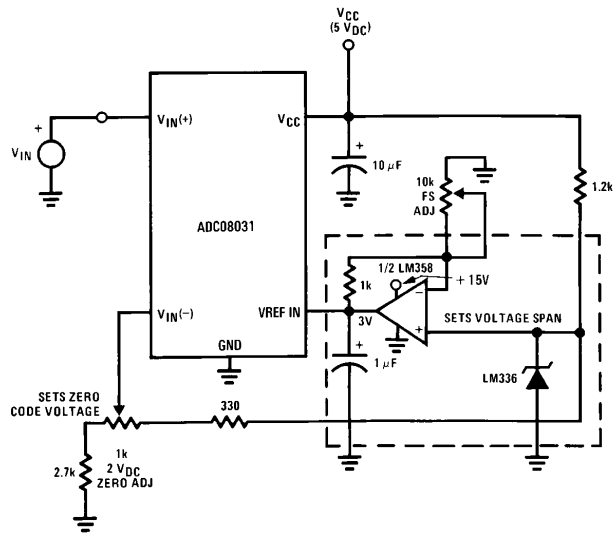 VCC
(5 VDC)
VIN(+)
VCC
+
VIN
+
10 µF
10k
FS
ADJ
1.2k
ADC08031
1/2 LM358
+ 15V
1k
−
VIN(−)
VREF IN
3V
+
SETS VOLTAGE SPAN
GND
+
1 µF
LM336
SETS ZERO
CODE VOLTAGE
330
1k
2 VDC
ZERO ADJ
2.7k